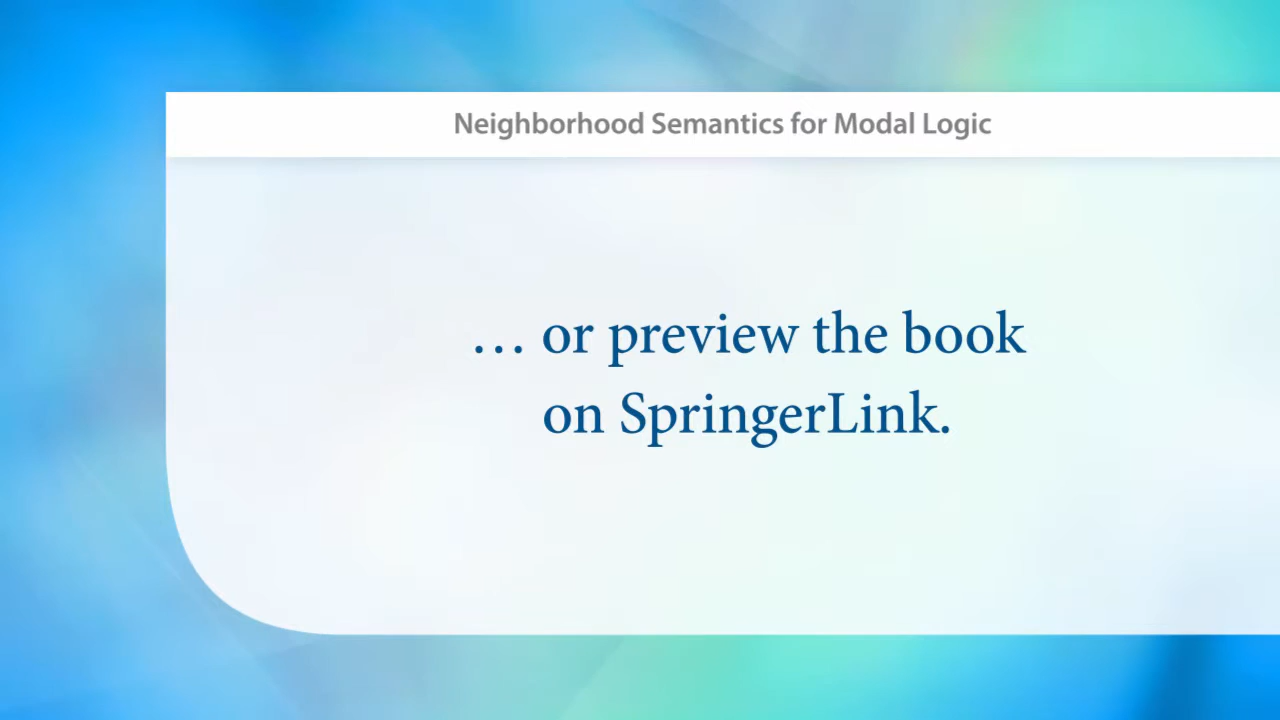 Neighborhood Semantics for Modal Logic
… or preview the book
on SpringerLink.